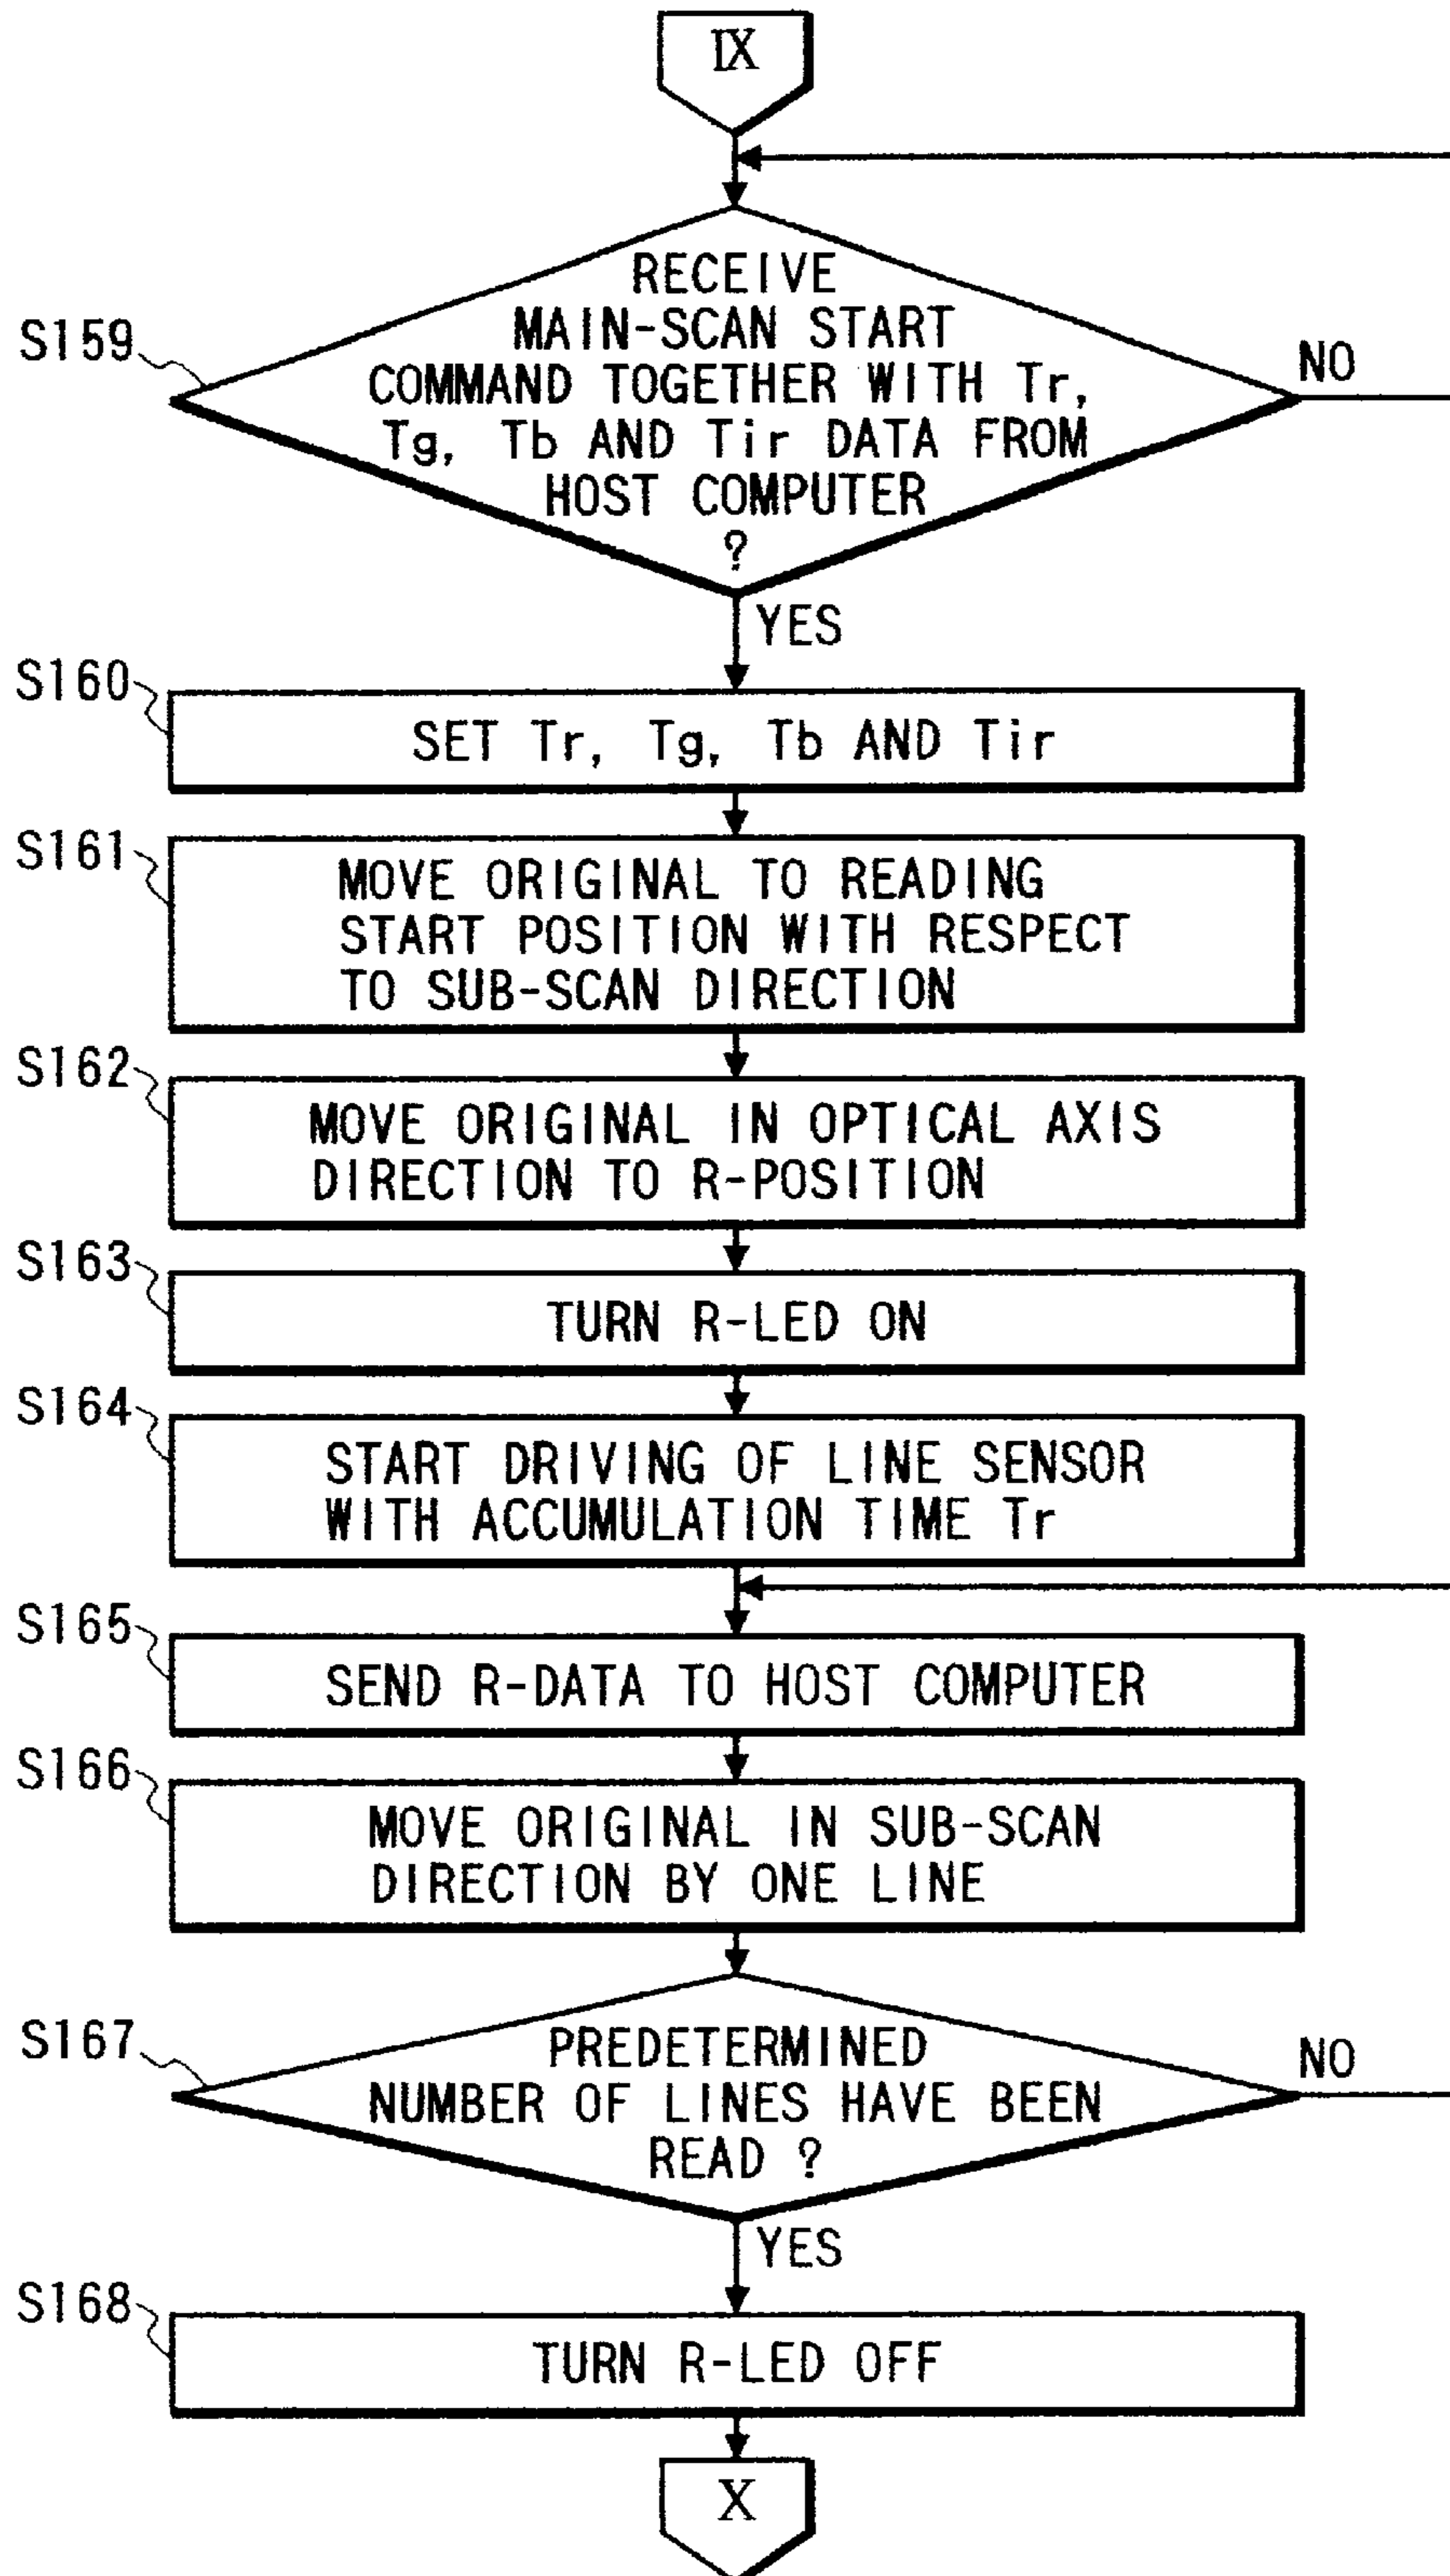 IX
S159
RECEIVE
MAIN-SCAN START
COMMAND TOGETHER WITH Tr,
Tg, Tb AND Tir DATA FROM
HOST COMPUTER
?
NO
YES
S160
SET Tr, Tg, Tb AND Tir
S161
MOVE ORIGINAL TO READING
START POSITION WITH RESPECT
TO SUB-SCAN DIRECTION
S162
MOVE ORIGINAL IN OPTICAL AXIS
DIRECTION TO R-POSITION
S163
TURN R-LED ON
S164
START DRIVING OF LINE SENSOR
WITH ACCUMULATION TIME Tr
S165
SEND R-DATA TO HOST COMPUTER
S166
MOVE ORIGINAL IN SUB-SCAN
DIRECTION BY ONE LINE
S167
PREDETERMINED
NUMBER OF LINES HAVE BEEN
READ ?
NO
YES
S168
TURN R-LED OFF
X